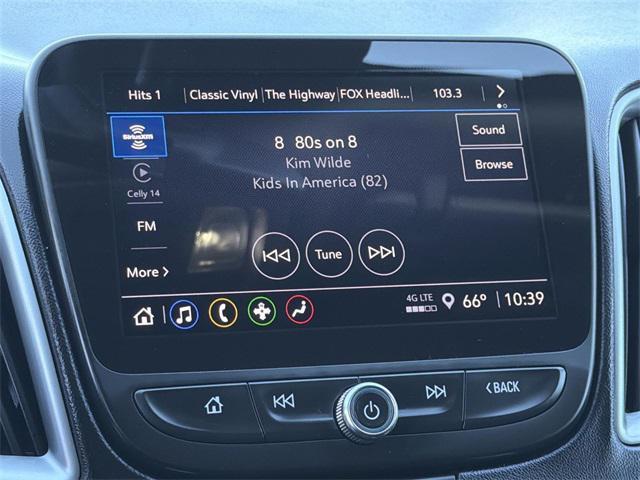 Hits 1 Classic Vinyl The Highway FOX Headli... 103.3
SiriusXM
8 80s on 8
Kim Wilde
Kids In America (82)
Sound
Browse
Celly 14
FM
More
Tune
4G LTE 66° 10:39
BACK